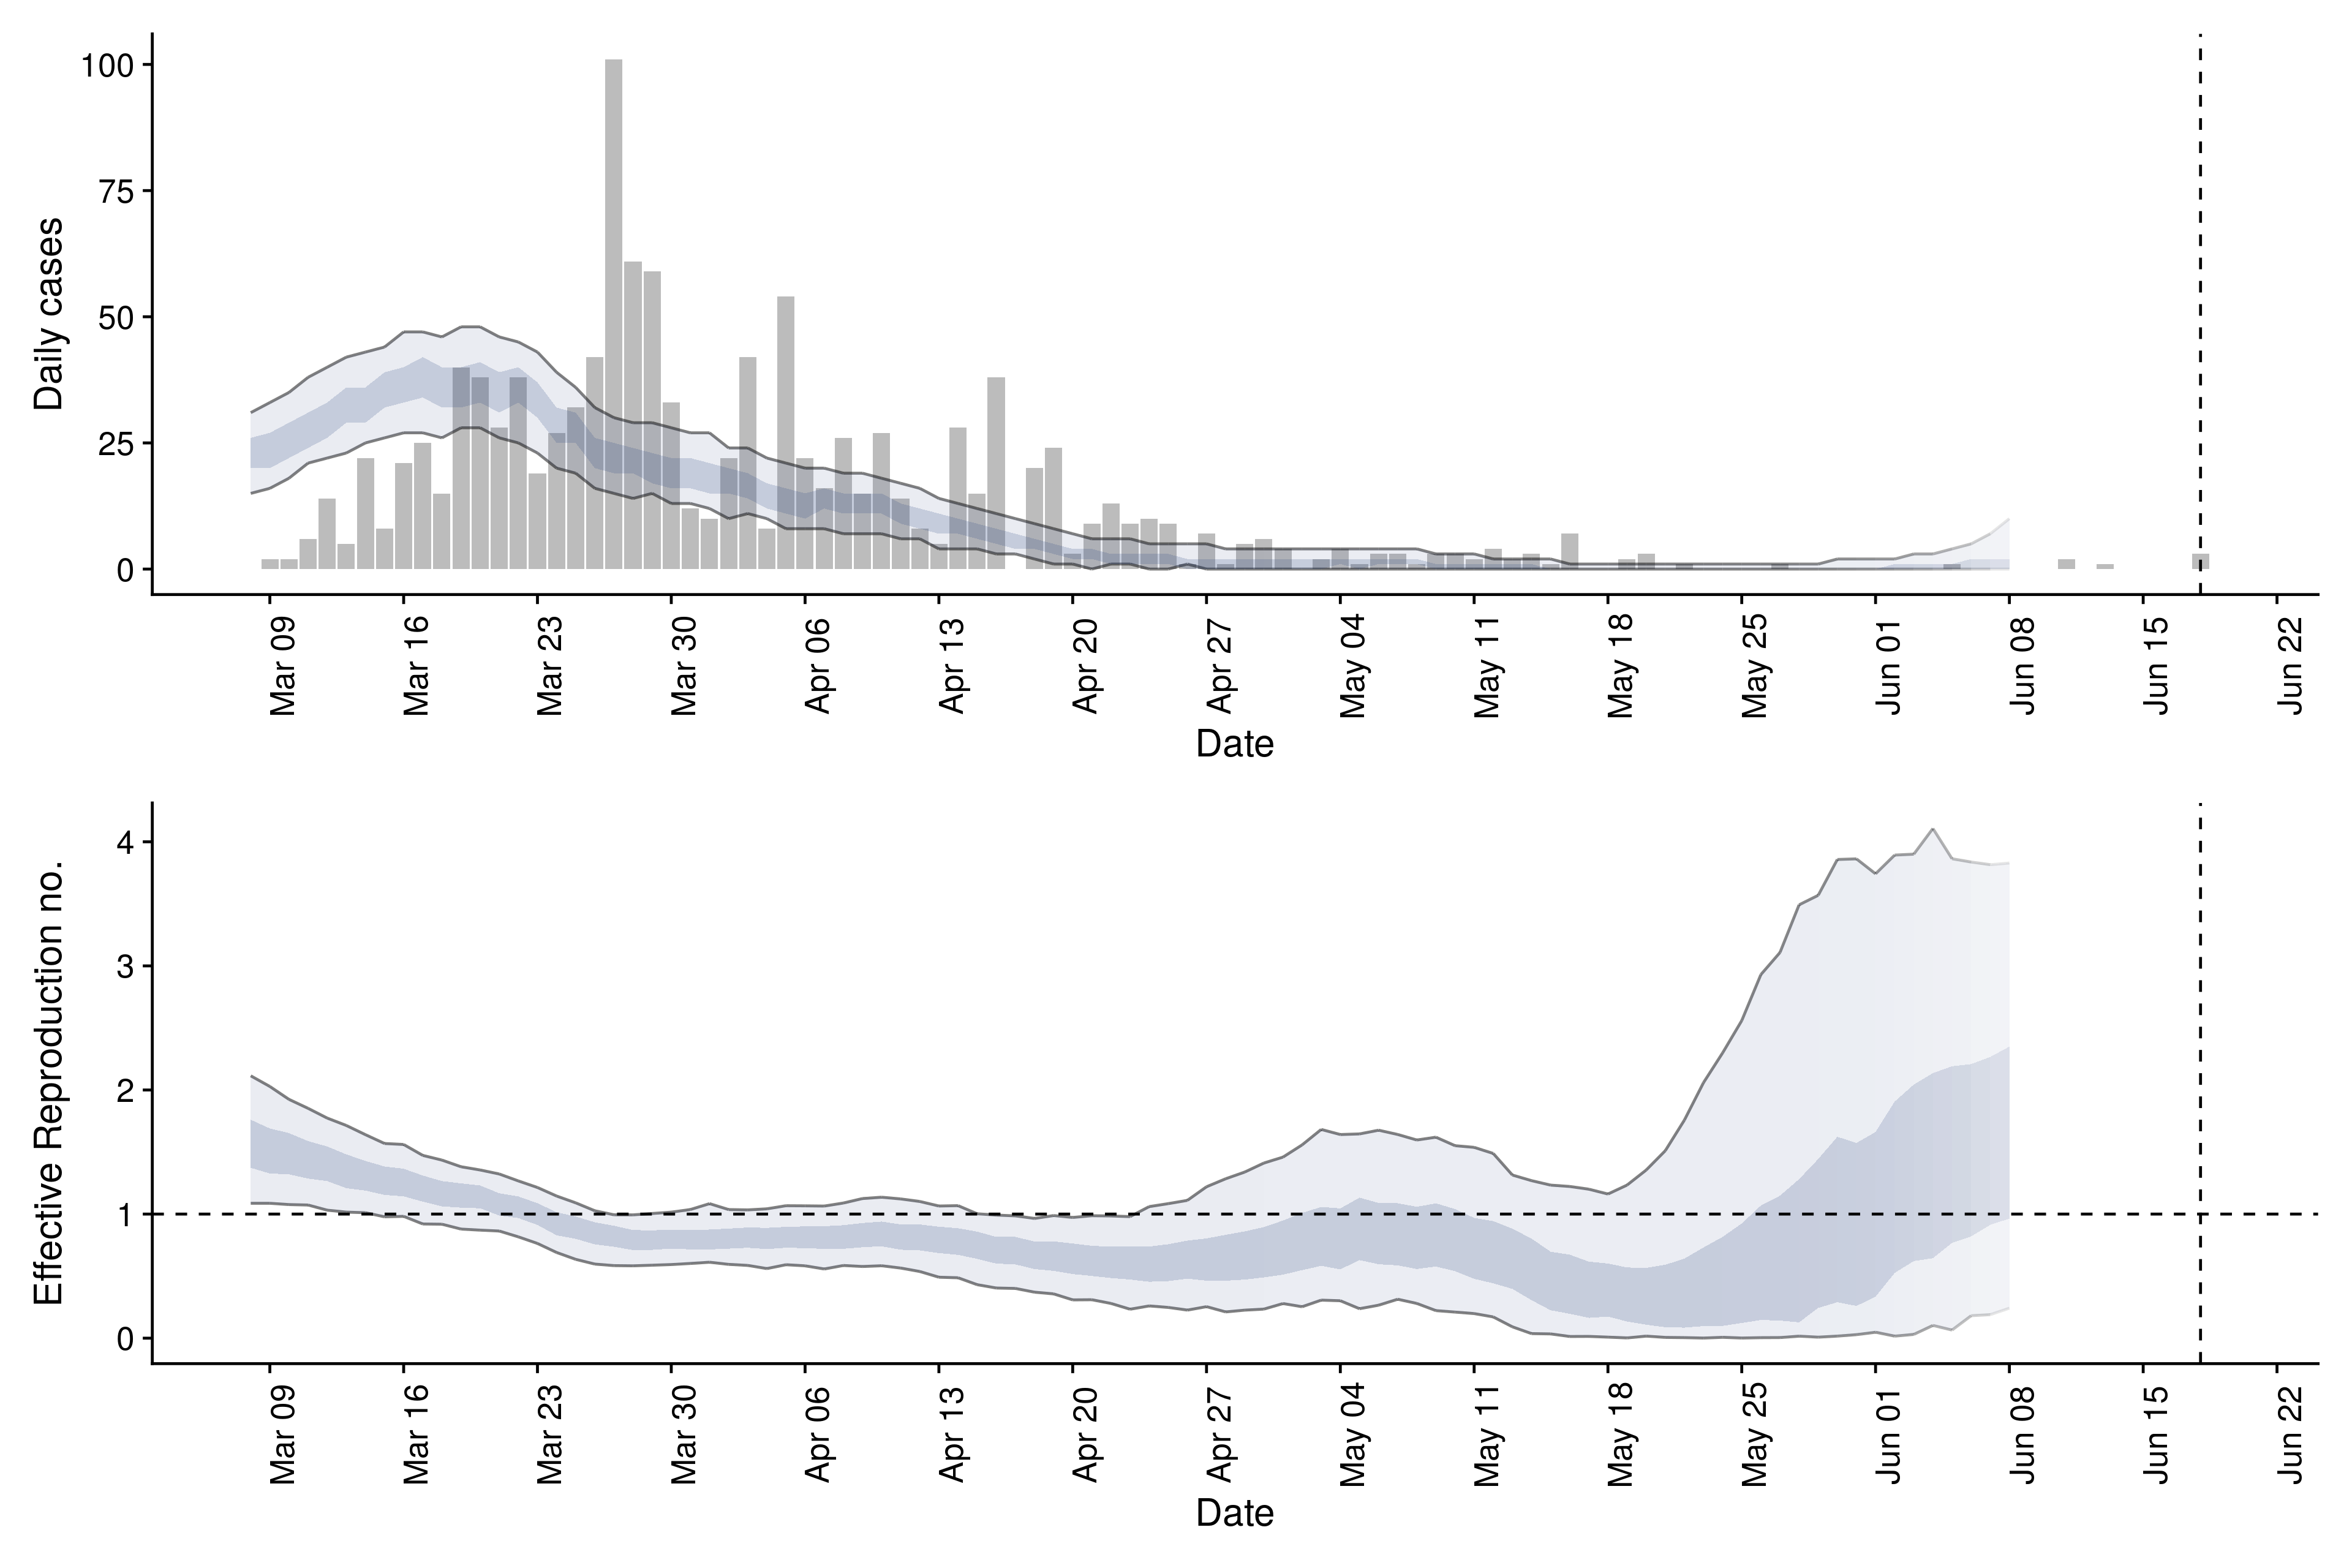 Daily cases
100
75
50
25
0
Mar 09
Mar 16
Mar 23
Mar 30
Apr 06
Apr 13
Apr 20
Apr 27
May 04
May 11
May 18
May 25
Jun 01
Jun 08
Jun 15
Jun 22
Date
Effective Reproduction no.
4
3
2
1
0
Mar 09
Mar 16
Mar 23
Mar 30
Apr 06
Apr 13
Apr 20
Apr 27
May 04
May 11
May 18
May 25
Jun 01
Jun 08
Jun 15
Jun 22
Date